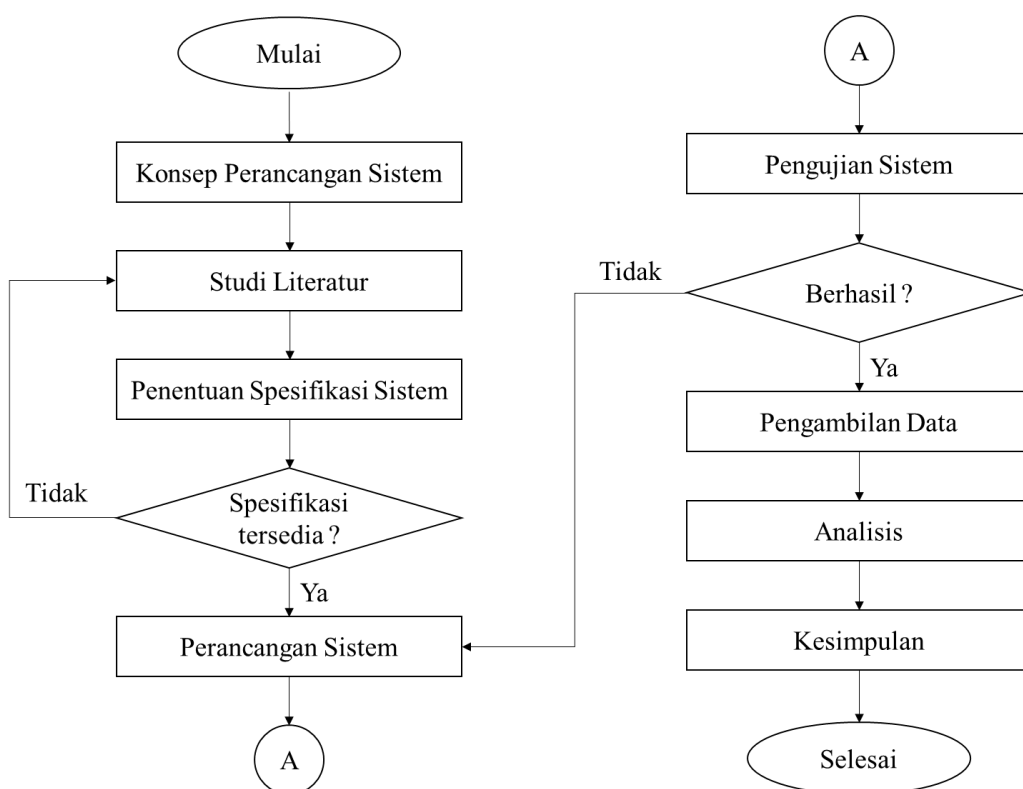 Mulai
Konsep Perancangan Sistem
Studi Literatur
Penentuan Spesifikasi Sistem
Tidak
Spesifikasi
tersedia ?
Ya
Perancangan Sistem
A
A
Pengujian Sistem
Tidak
Berhasil ?
Ya
Pengambilan Data
Analisis
Kesimpulan
Selesai